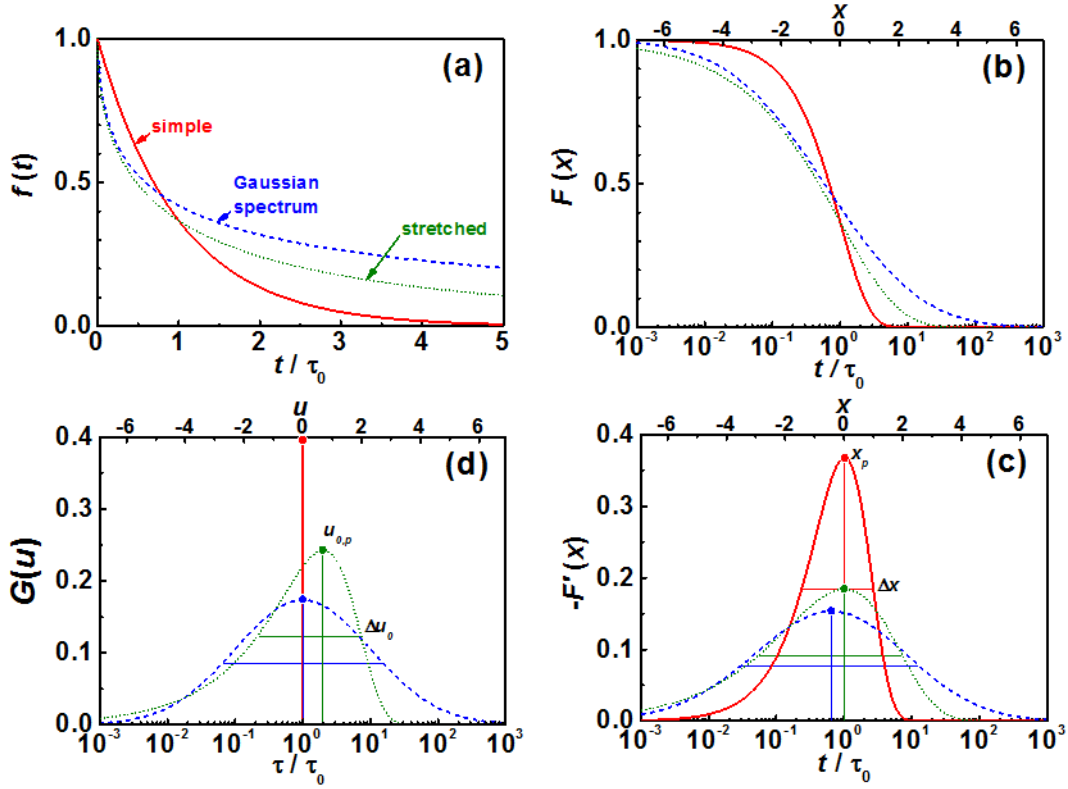 (a)
1.0
0.5
0.0
f (t)
simple
Gaussian
spectrum
stretched
0 1 2 3 4 5
t / τ0
x
-6 -4 -2 0 2 4 6
(b)
1.0
0.5
0.0
F (x)
10-3 10-2 10-1 100 101 102 103
t / τ0
u
-6 -4 -2 0 2 4 6
(d)
0.4
0.3
0.2
0.1
0.0
G(u)
u0,p
Δu0
10-3 10-2 10-1 100 101 102 103
τ / τ0
x
-6 -4 -2 0 2 4 6
(c)
0.4
0.3
0.2
0.1
0.0
-F' (x)
xp
Δx
10-3 10-2 10-1 100 101 102 103
t / τ0